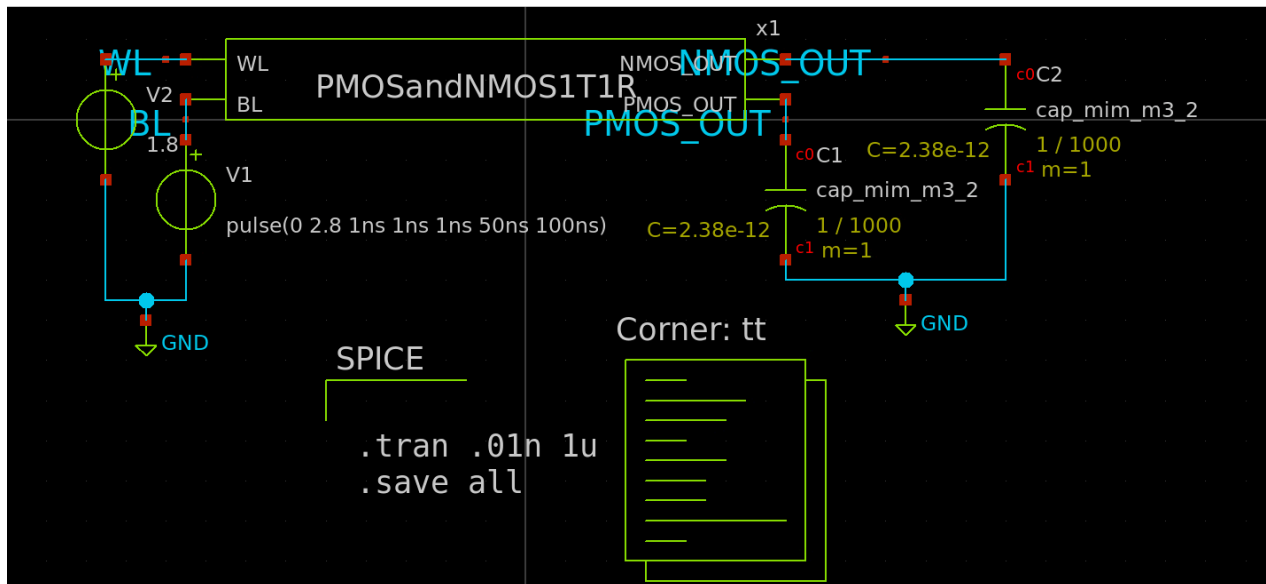 x1
WL
WL
NMOS_OUT
NMOS_OUT
PMOSandNMOS1T1R
+
V2
BL
BL
PMOS_OUT
PMOS_OUT
1.8
+
V1
pulse(0 2.8 1ns 1ns 1ns 50ns 100ns)
c0
C1
cap_mim_m3_2
C=2.38e-12
1 / 1000
c1
m=1
c0
C2
cap_mim_m3_2
C=2.38e-12
1 / 1000
c1
m=1
GND
GND
SPICE
.tran .01n 1u
.save all
Corner: tt